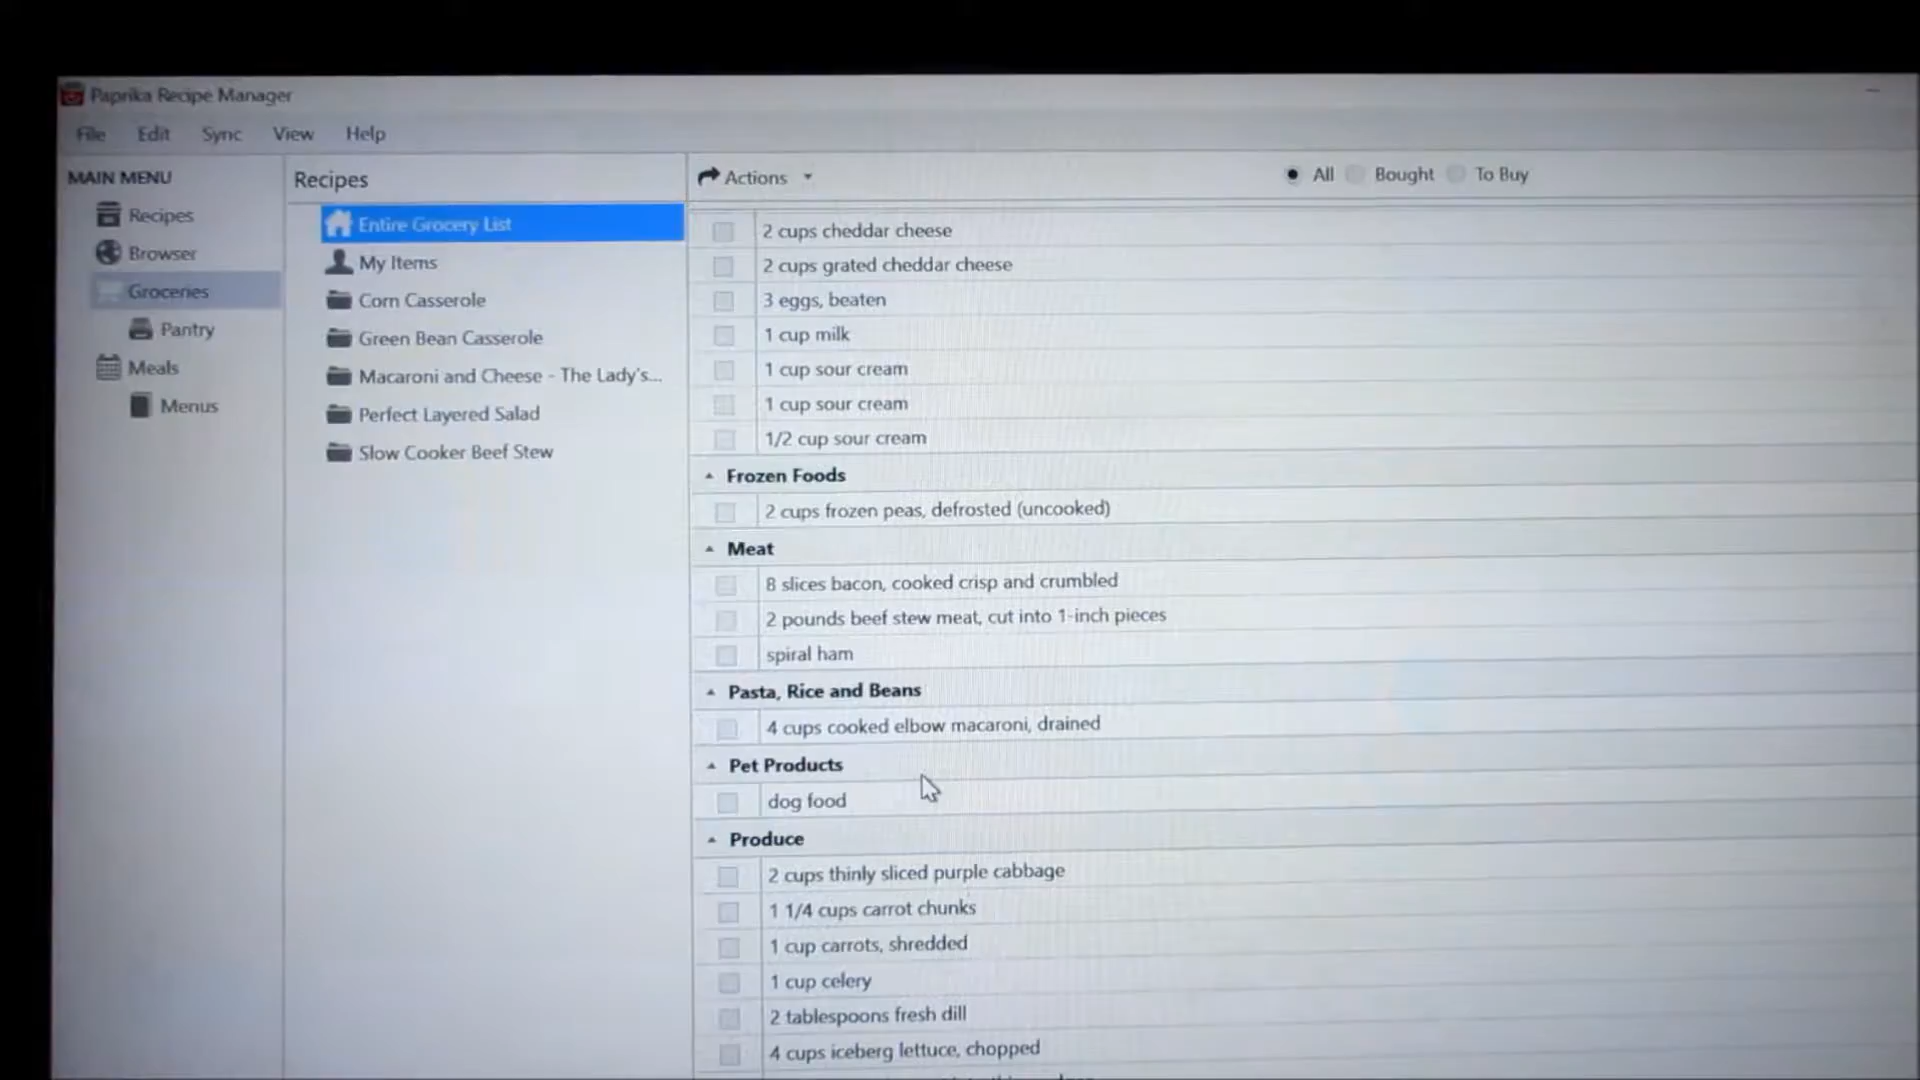 Paprika Recipe Manager
File Edit Sync View Help
MAIN MENU
Recipes
Browser
Groceries
Pantry
Meals
Menus
Recipes
Entire Grocery List
My Items
Corn Casserole
Green Bean Casserole
Macaroni and Cheese - The Lady's...
Perfect Layered Salad
Slow Cooker Beef Stew
Actions
All Bought To Buy
2 cups cheddar cheese
2 cups grated cheddar cheese
3 eggs, beaten
1 cup milk
1 cup sour cream
1 cup sour cream
1/2 cup sour cream
Frozen Foods
2 cups frozen peas, defrosted (uncooked)
Meat
8 slices bacon, cooked crisp and crumbled
2 pounds beef stew meat, cut into 1-inch pieces
spiral ham
Pasta, Rice and Beans
4 cups cooked elbow macaroni, drained
Pet Products
dog food
Produce
2 cups thinly sliced purple cabbage
1 1/4 cups carrot chunks
1 cup carrots, shredded
1 cup celery
2 tablespoons fresh dill
4 cups iceberg lettuce, chopped